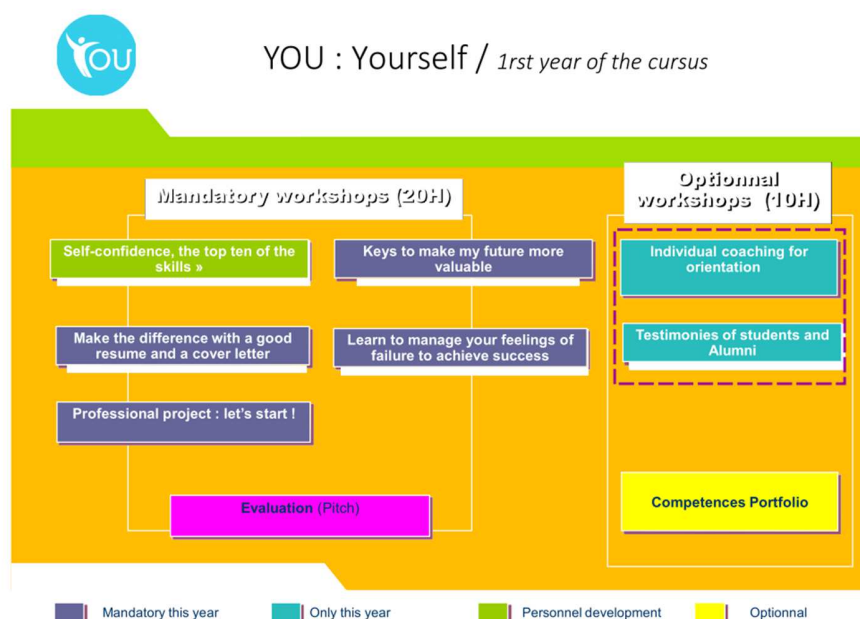 YOU
YOU : Yourself / 1rst year of the cursus
Mandatory workshops (20H)
Optionnal
workshops (10H)
Self-confidence, the top ten of the
skills »
Keys to make my future more
valuable
Individual coaching for
orientation
Make the difference with a good
resume and a cover letter
Learn to manage your feelings of
failure to achieve success
Testimonies of students and
Alumni
Professional project : let's start !
Evaluation (Pitch)
Competences Portfolio
Mandatory this year
Only this year
Personnel development
Optionnal